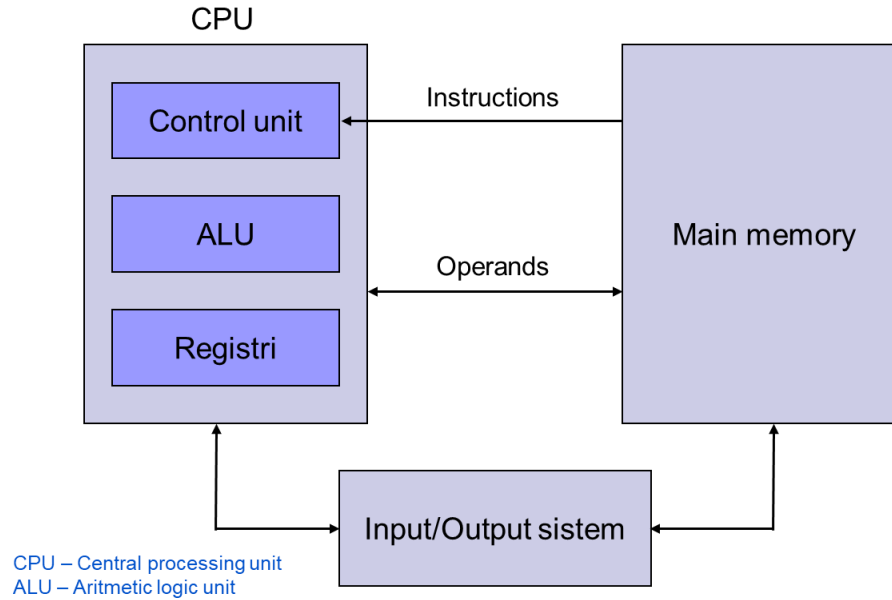 CPU
Control unit
Instructions
ALU
Main memory
Operands
Registri
Input/Output sistem
CPU – Central processing unit
ALU – Aritmetic logic unit